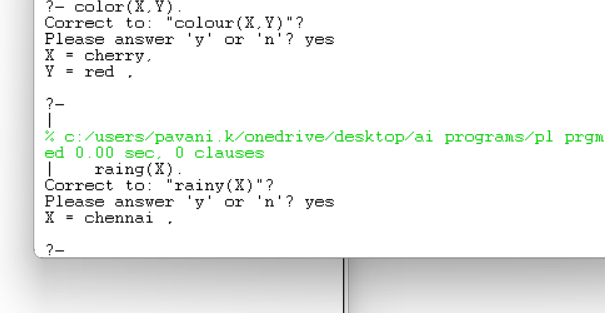 ?- color(X,Y).
Correct to: "colour(X,Y)"?
Please answer 'y' or 'n'? yes
X = cherry,
Y = red ,
?-
|
% c:/users/pavani.k/onedrive/desktop/ai programs/pl prgm
ed 0.00 sec, 0 clauses
|    raing(X).
Correct to: "rainy(X)"?
Please answer 'y' or 'n'? yes
X = chennai ,
?-